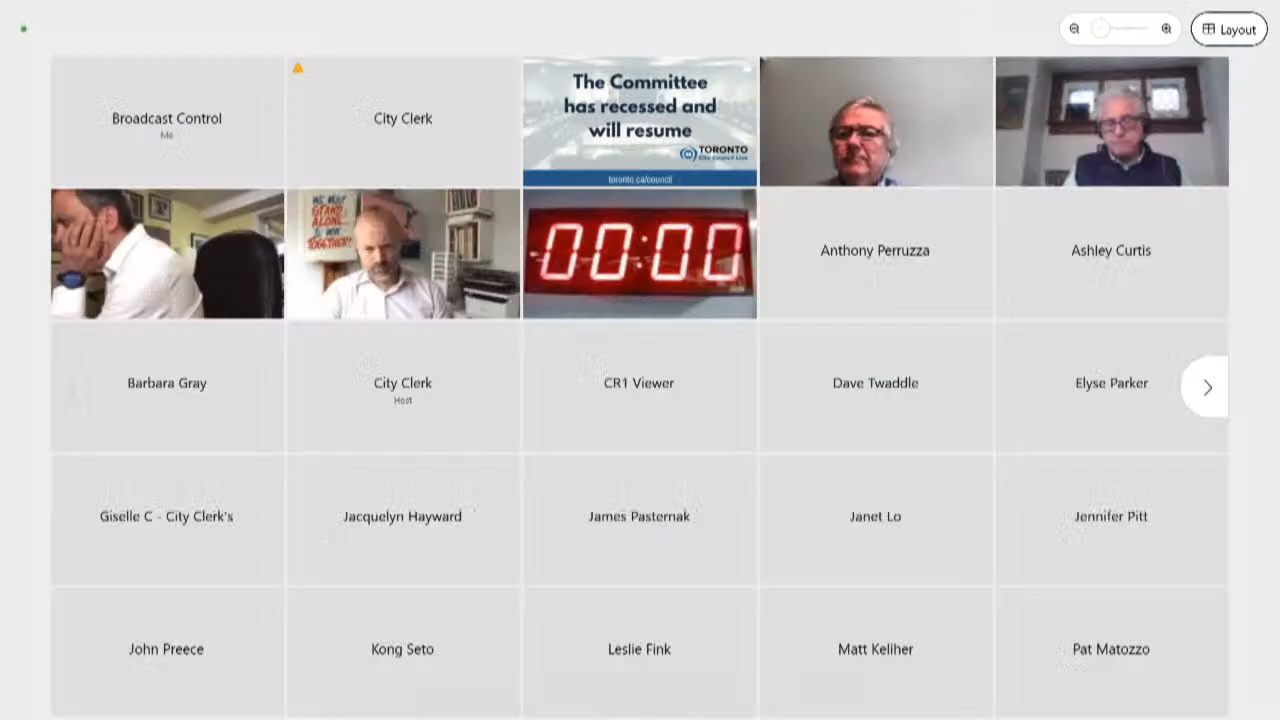 Layout
Broadcast Control
Me
City Clerk
The Committee
has recessed and
will resume
TORONTO
City Council Live
toronto.ca/council
WE MUST
STAND
ALONE
TO WIN
TOGETHER!
00:00
Anthony Perruzza
Ashley Curtis
Barbara Gray
City Clerk
Host
CR1 Viewer
Dave Twaddle
Elyse Parker
Giselle C - City Clerk's
Jacquelyn Hayward
James Pasternak
Janet Lo
Jennifer Pitt
John Preece
Kong Seto
Leslie Fink
Matt Keliher
Pat Matozzo